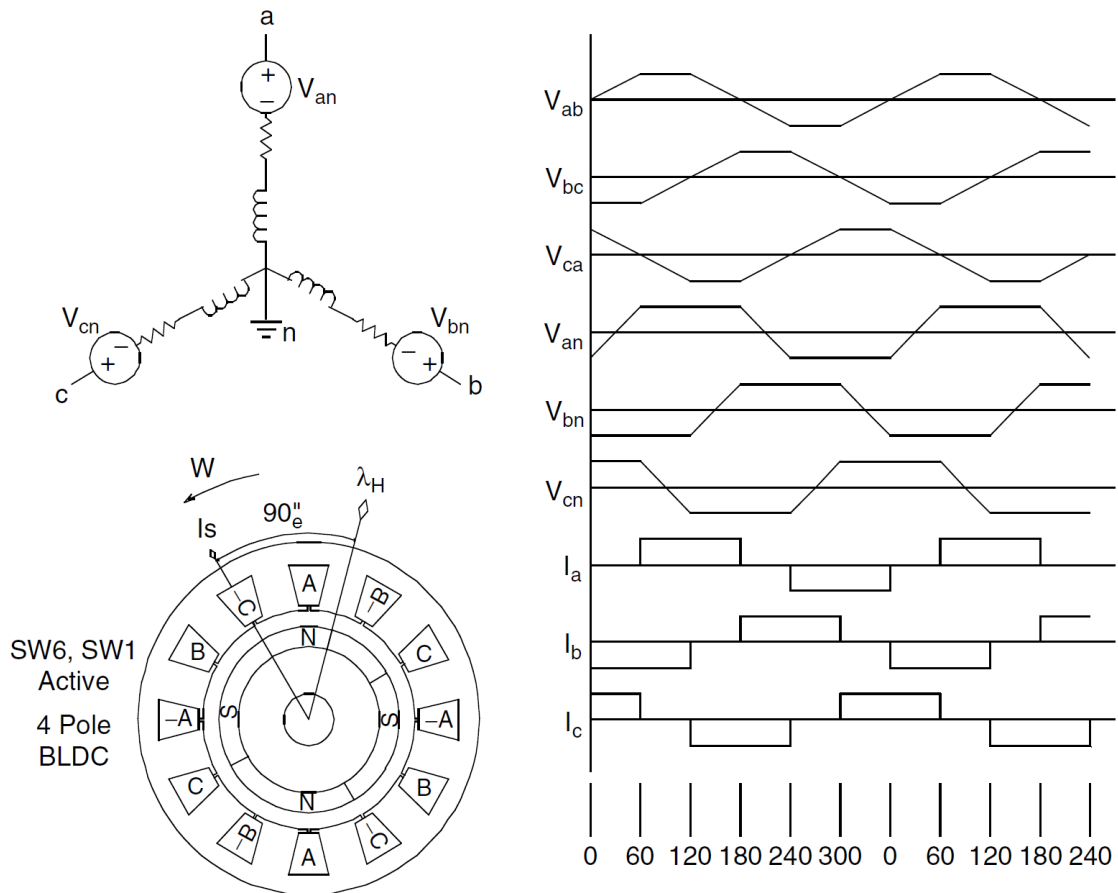 a
+
−
Van
Vcn
−
+
c
n
Vbn
−
+
b
W
λH
90"e
Is
A
−B
C
−A
B
−C
A
−B
C
−A
B
−C
N
S
N
S
SW6, SW1
Active
4 Pole
BLDC
Vab
Vbc
Vca
Van
Vbn
Vcn
Ia
Ib
Ic
0 60 120 180 240 300 0 60 120 180 240